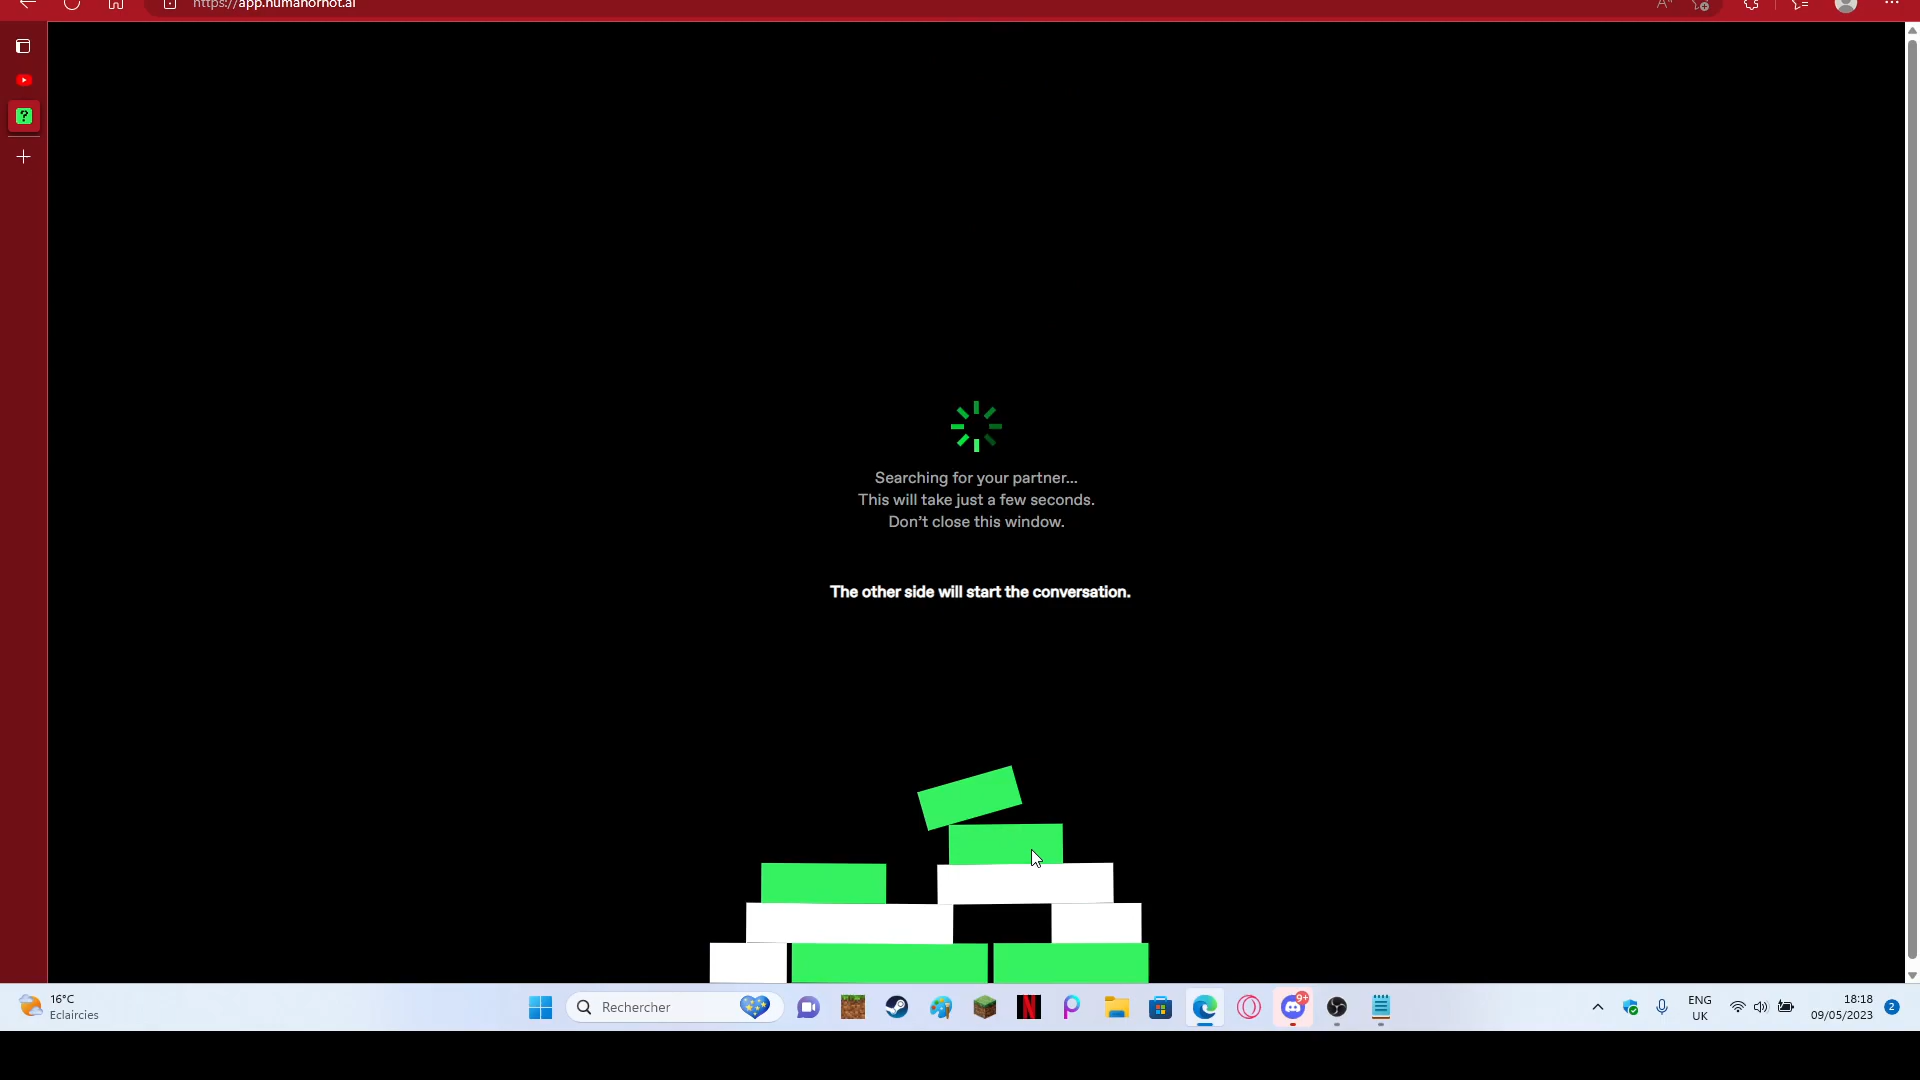 https://app.humanornot.ai
Searching for your partner...
This will take just a few seconds.
Don't close this window.
The other side will start the conversation.
16°C
Eclaircies
Rechercher
9+
ENG
UK
18:18
09/05/2023
2